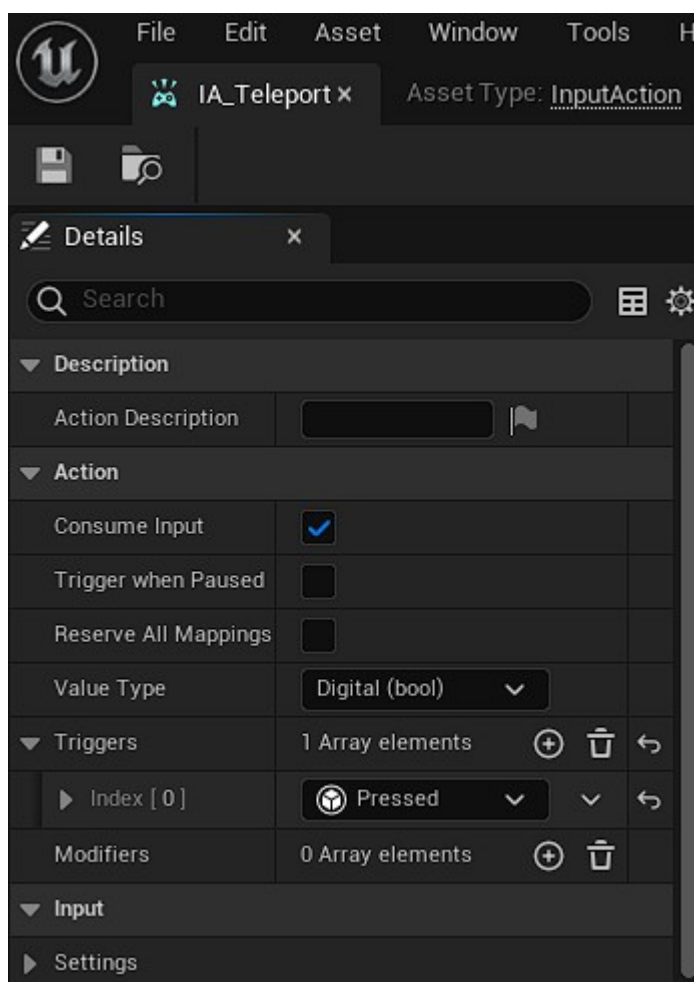 File Edit Asset Window Tools H
IA_Teleport Asset Type: InputAction
Details
Search
Description
Action Description
Action
Consume Input
Trigger when Paused
Reserve All Mappings
Value Type Digital (bool)
Triggers 1 Array elements
Index [ 0 ] Pressed
Modifiers 0 Array elements
Input
Settings